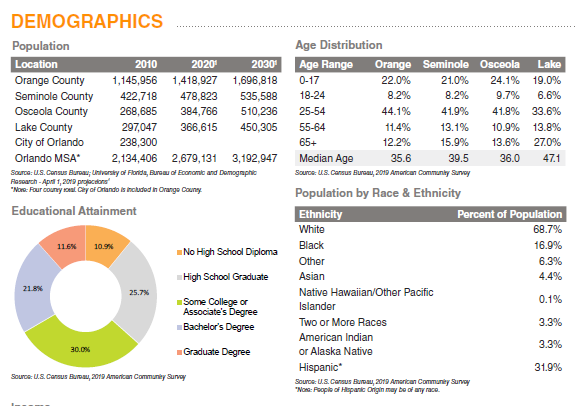 DEMOGRAPHICS
Population
Location 2010 2020¹ 2030¹
Orange County 1,145,956 1,418,927 1,696,818
Seminole County 422,718 478,823 535,588
Osceola County 268,685 384,766 510,236
Lake County 297,047 366,615 450,305
City of Orlando 238,300
Orlando MSA* 2,134,406 2,679,131 3,192,947
Source: U.S. Census Bureau; University of Florida, Bureau of Economic and Demographic
Research - April 1, 2019 projections¹
*Note: Four county total. City of Orlando is included in Orange County.
Educational Attainment
11.6% 10.9%
21.8% 25.7%
30.0%
No High School Diploma
High School Graduate
Some College or
Associate's Degree
Bachelor's Degree
Graduate Degree
Source: U.S. Census Bureau, 2019 American Community Survey
Age Distribution
Age Range Orange Seminole Osceola Lake
0-17 22.0% 21.0% 24.1% 19.0%
18-24 8.2% 8.2% 9.7% 6.6%
25-54 44.1% 41.9% 41.8% 33.6%
55-64 11.4% 13.1% 10.9% 13.8%
65+ 12.2% 15.9% 13.6% 27.0%
Median Age 35.6 39.5 36.0 47.1
Source: U.S. Census Bureau, 2019 American Community Survey
Population by Race & Ethnicity
Ethnicity Percent of Population
White 68.7%
Black 16.9%
Other 6.3%
Asian 4.4%
Native Hawaiian/Other Pacific
Islander 0.1%
Two or More Races 3.3%
American Indian
or Alaska Native 3.3%
Hispanic* 31.9%
Source: U.S. Census Bureau, 2019 American Community Survey
*Note: People of Hispanic Origin may be of any race.